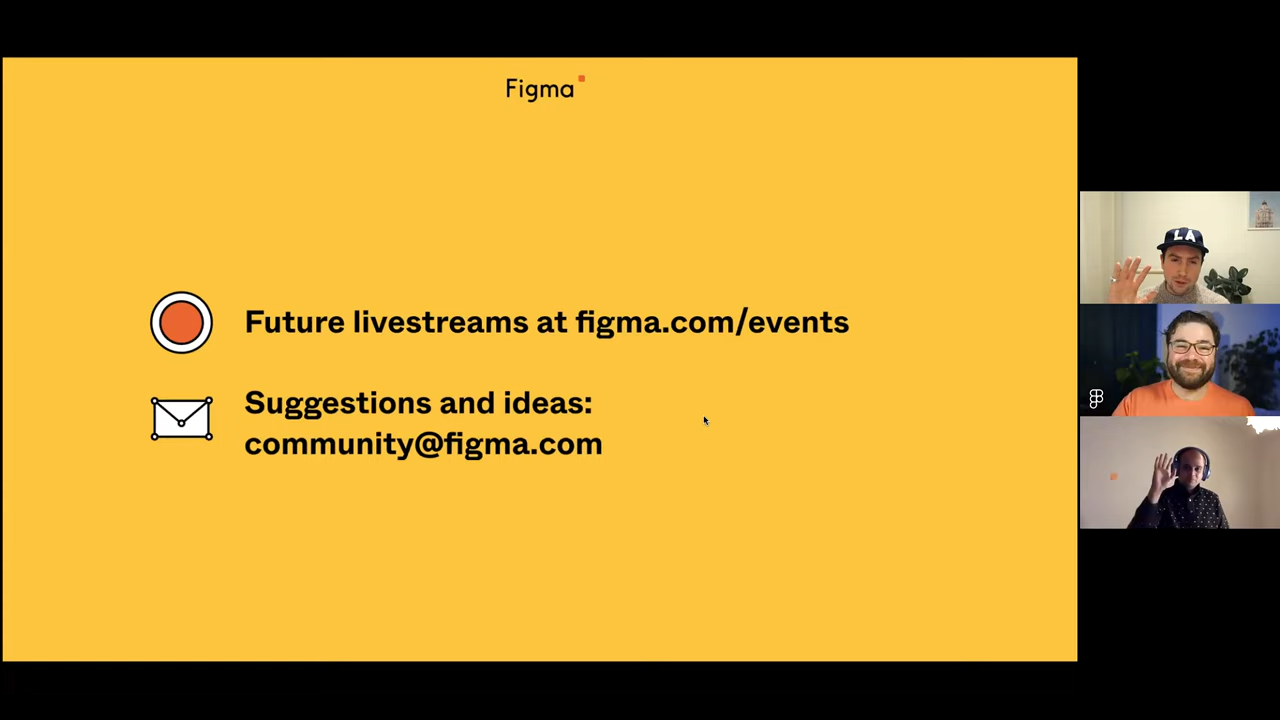 Figma
Future livestreams at figma.com/events
Suggestions and ideas:
community@figma.com
LA